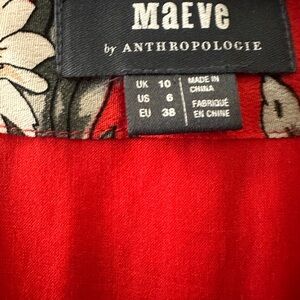 Maeve
by ANTHROPOLOGIE
UK 10
US 6
EU 38
MADE IN
CHINA
FABRIQUÉ
EN CHINE